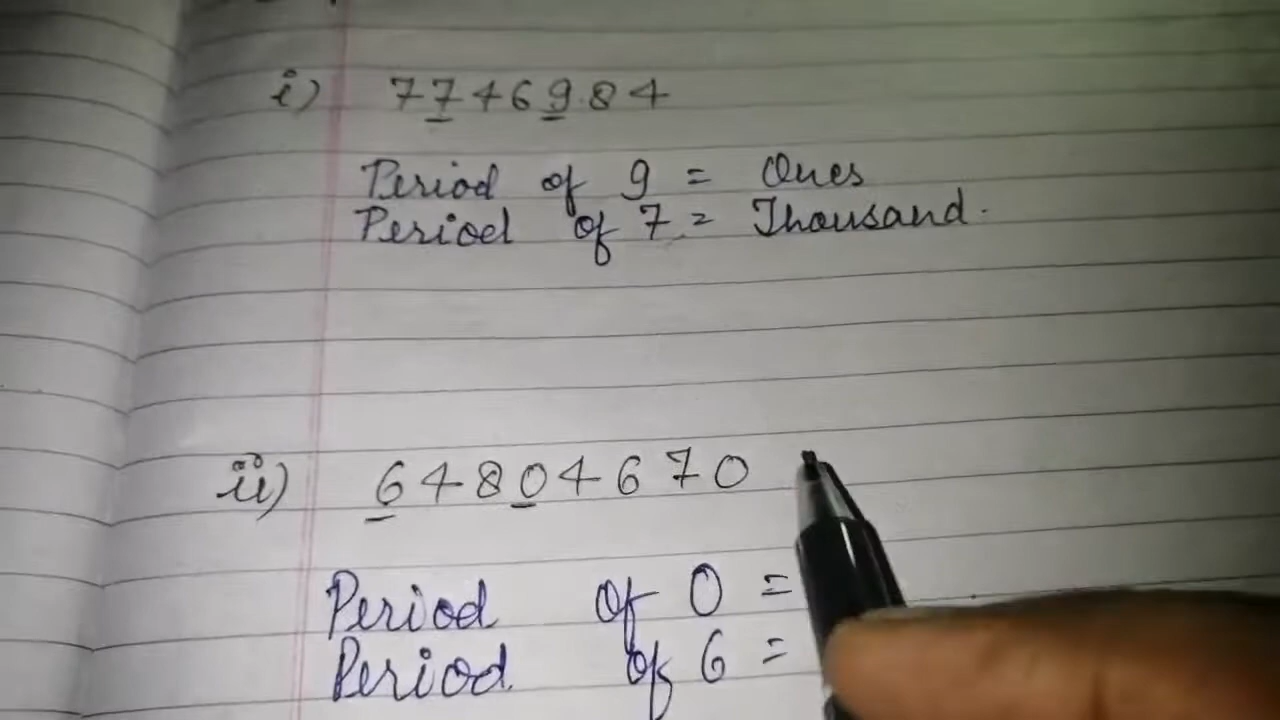 i) 7746984
Period of 9 = Ones
Period of 7 = Thousand.
ii) 64804670
Period of 0 =
Period of 6 =